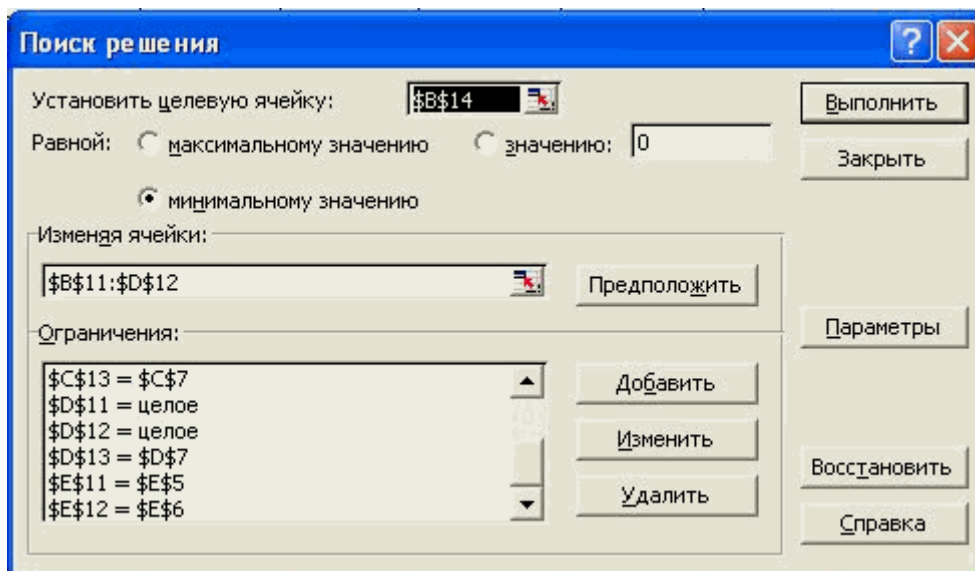 Поиск решения
Установить целевую ячейку: $B$14
Выполнить
Равной: максимальному значению значению: 0
Закрыть
минимальному значению
Изменяя ячейки:
$B$11:$D$12
Предположить
Ограничения:
Параметры
$C$13 = $C$7
$D$11 = целое
$D$12 = целое
$D$13 = $D$7
$E$11 = $E$5
$E$12 = $E$6
Добавить
Изменить
Удалить
Восстановить
Справка